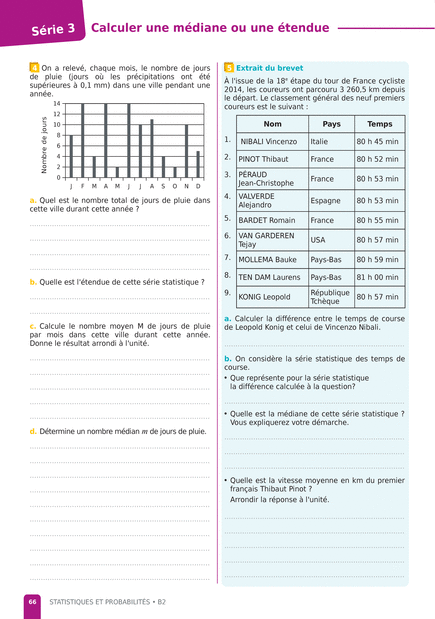 Série 3
Calculer une médiane ou une étendue
4 On a relevé, chaque mois, le nombre de jours
de pluie (jours où les précipitations ont été
supérieures à 0,1 mm) dans une ville pendant une
année.
Nombre de jours
14
12
10
8
6
4
2
0
J F M A M J J A S O N D
a. Quel est le nombre total de jours de pluie dans
cette ville durant cette année ?
b. Quelle est l'étendue de cette série statistique ?
c. Calcule le nombre moyen M de jours de pluie
par mois dans cette ville durant cette année.
Donne le résultat arrondi à l'unité.
d. Détermine un nombre médian m de jours de pluie.
5 Extrait du brevet
À l'issue de la 18e étape du tour de France cycliste
2014, les coureurs ont parcouru 3 260,5 km depuis
le départ. Le classement général des neuf premiers
coureurs est le suivant :
Nom Pays Temps
1. NIBALI Vincenzo Italie 80 h 45 min
2. PINOT Thibaut France 80 h 52 min
3. PÉRAUD
Jean-Christophe France 80 h 53 min
4. VALVERDE
Alejandro Espagne 80 h 53 min
5. BARDET Romain France 80 h 55 min
6. VAN GARDEREN
Tejay USA 80 h 57 min
7. MOLLEMA Bauke Pays-Bas 80 h 59 min
8. TEN DAM Laurens Pays-Bas 81 h 00 min
9. KONIG Leopold République
Tchèque 80 h 57 min
a. Calculer la différence entre le temps de course
de Leopold Konig et celui de Vincenzo Nibali.
b. On considère la série statistique des temps de
course.
• Que représente pour la série statistique
la différence calculée à la question?
• Quelle est la médiane de cette série statistique ?
Vous expliquerez votre démarche.
• Quelle est la vitesse moyenne en km du premier
français Thibaut Pinot ?
Arrondir la réponse à l'unité.
66 STATISTIQUES ET PROBABILITÉS • B2